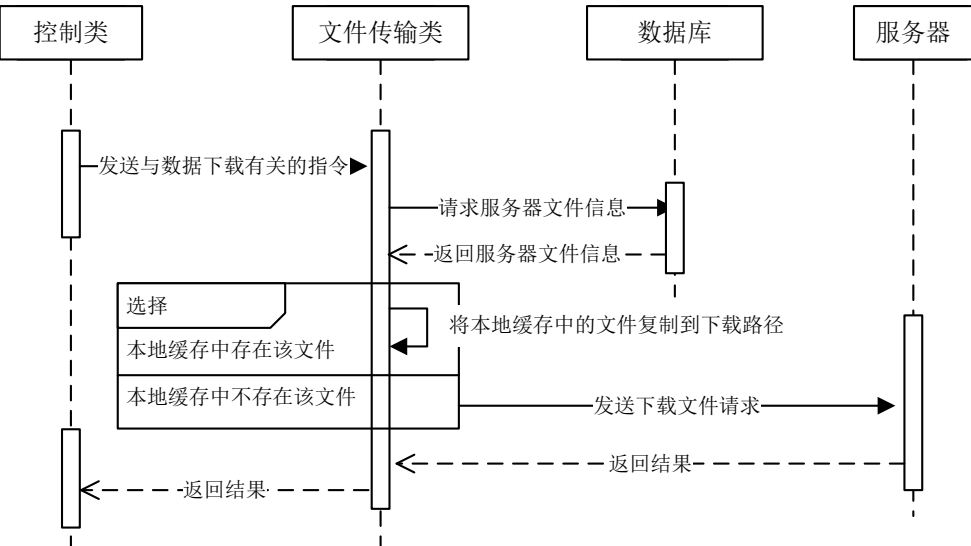 控制类
文件传输类
数据库
服务器
发送与数据下载有关的指令
请求服务器文件信息
返回服务器文件信息
选择
将本地缓存中的文件复制到下载路径
本地缓存中存在该文件
本地缓存中不存在该文件
发送下载文件请求
返回结果
返回结果